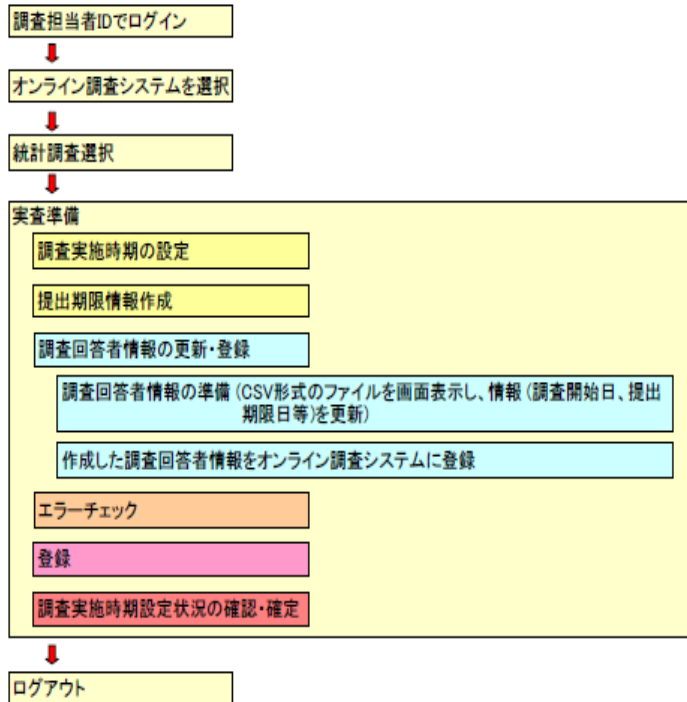 調査担当者IDでログイン
オンライン調査システムを選択
統計調査選択
実査準備
調査実施時期の設定
提出期限情報作成
調査回答者情報の更新・登録
調査回答者情報の準備（CSV形式のファイルを画面表示し、情報（調査開始日、提出
期限日等）を更新）
作成した調査回答者情報をオンライン調査システムに登録
エラーチェック
登録
調査実施時期設定状況の確認・確定
ログアウト